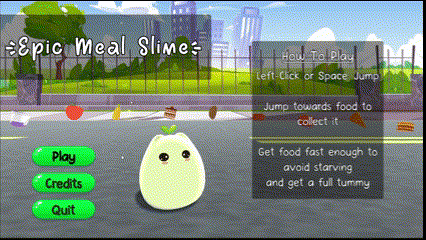 Epic Meal Slime
How To Play
Left-Click or Space Jump
Jump towards food to
collect it
Get food fast enough to
avoid starving
and get a full tummy
Play
Credits
Quit